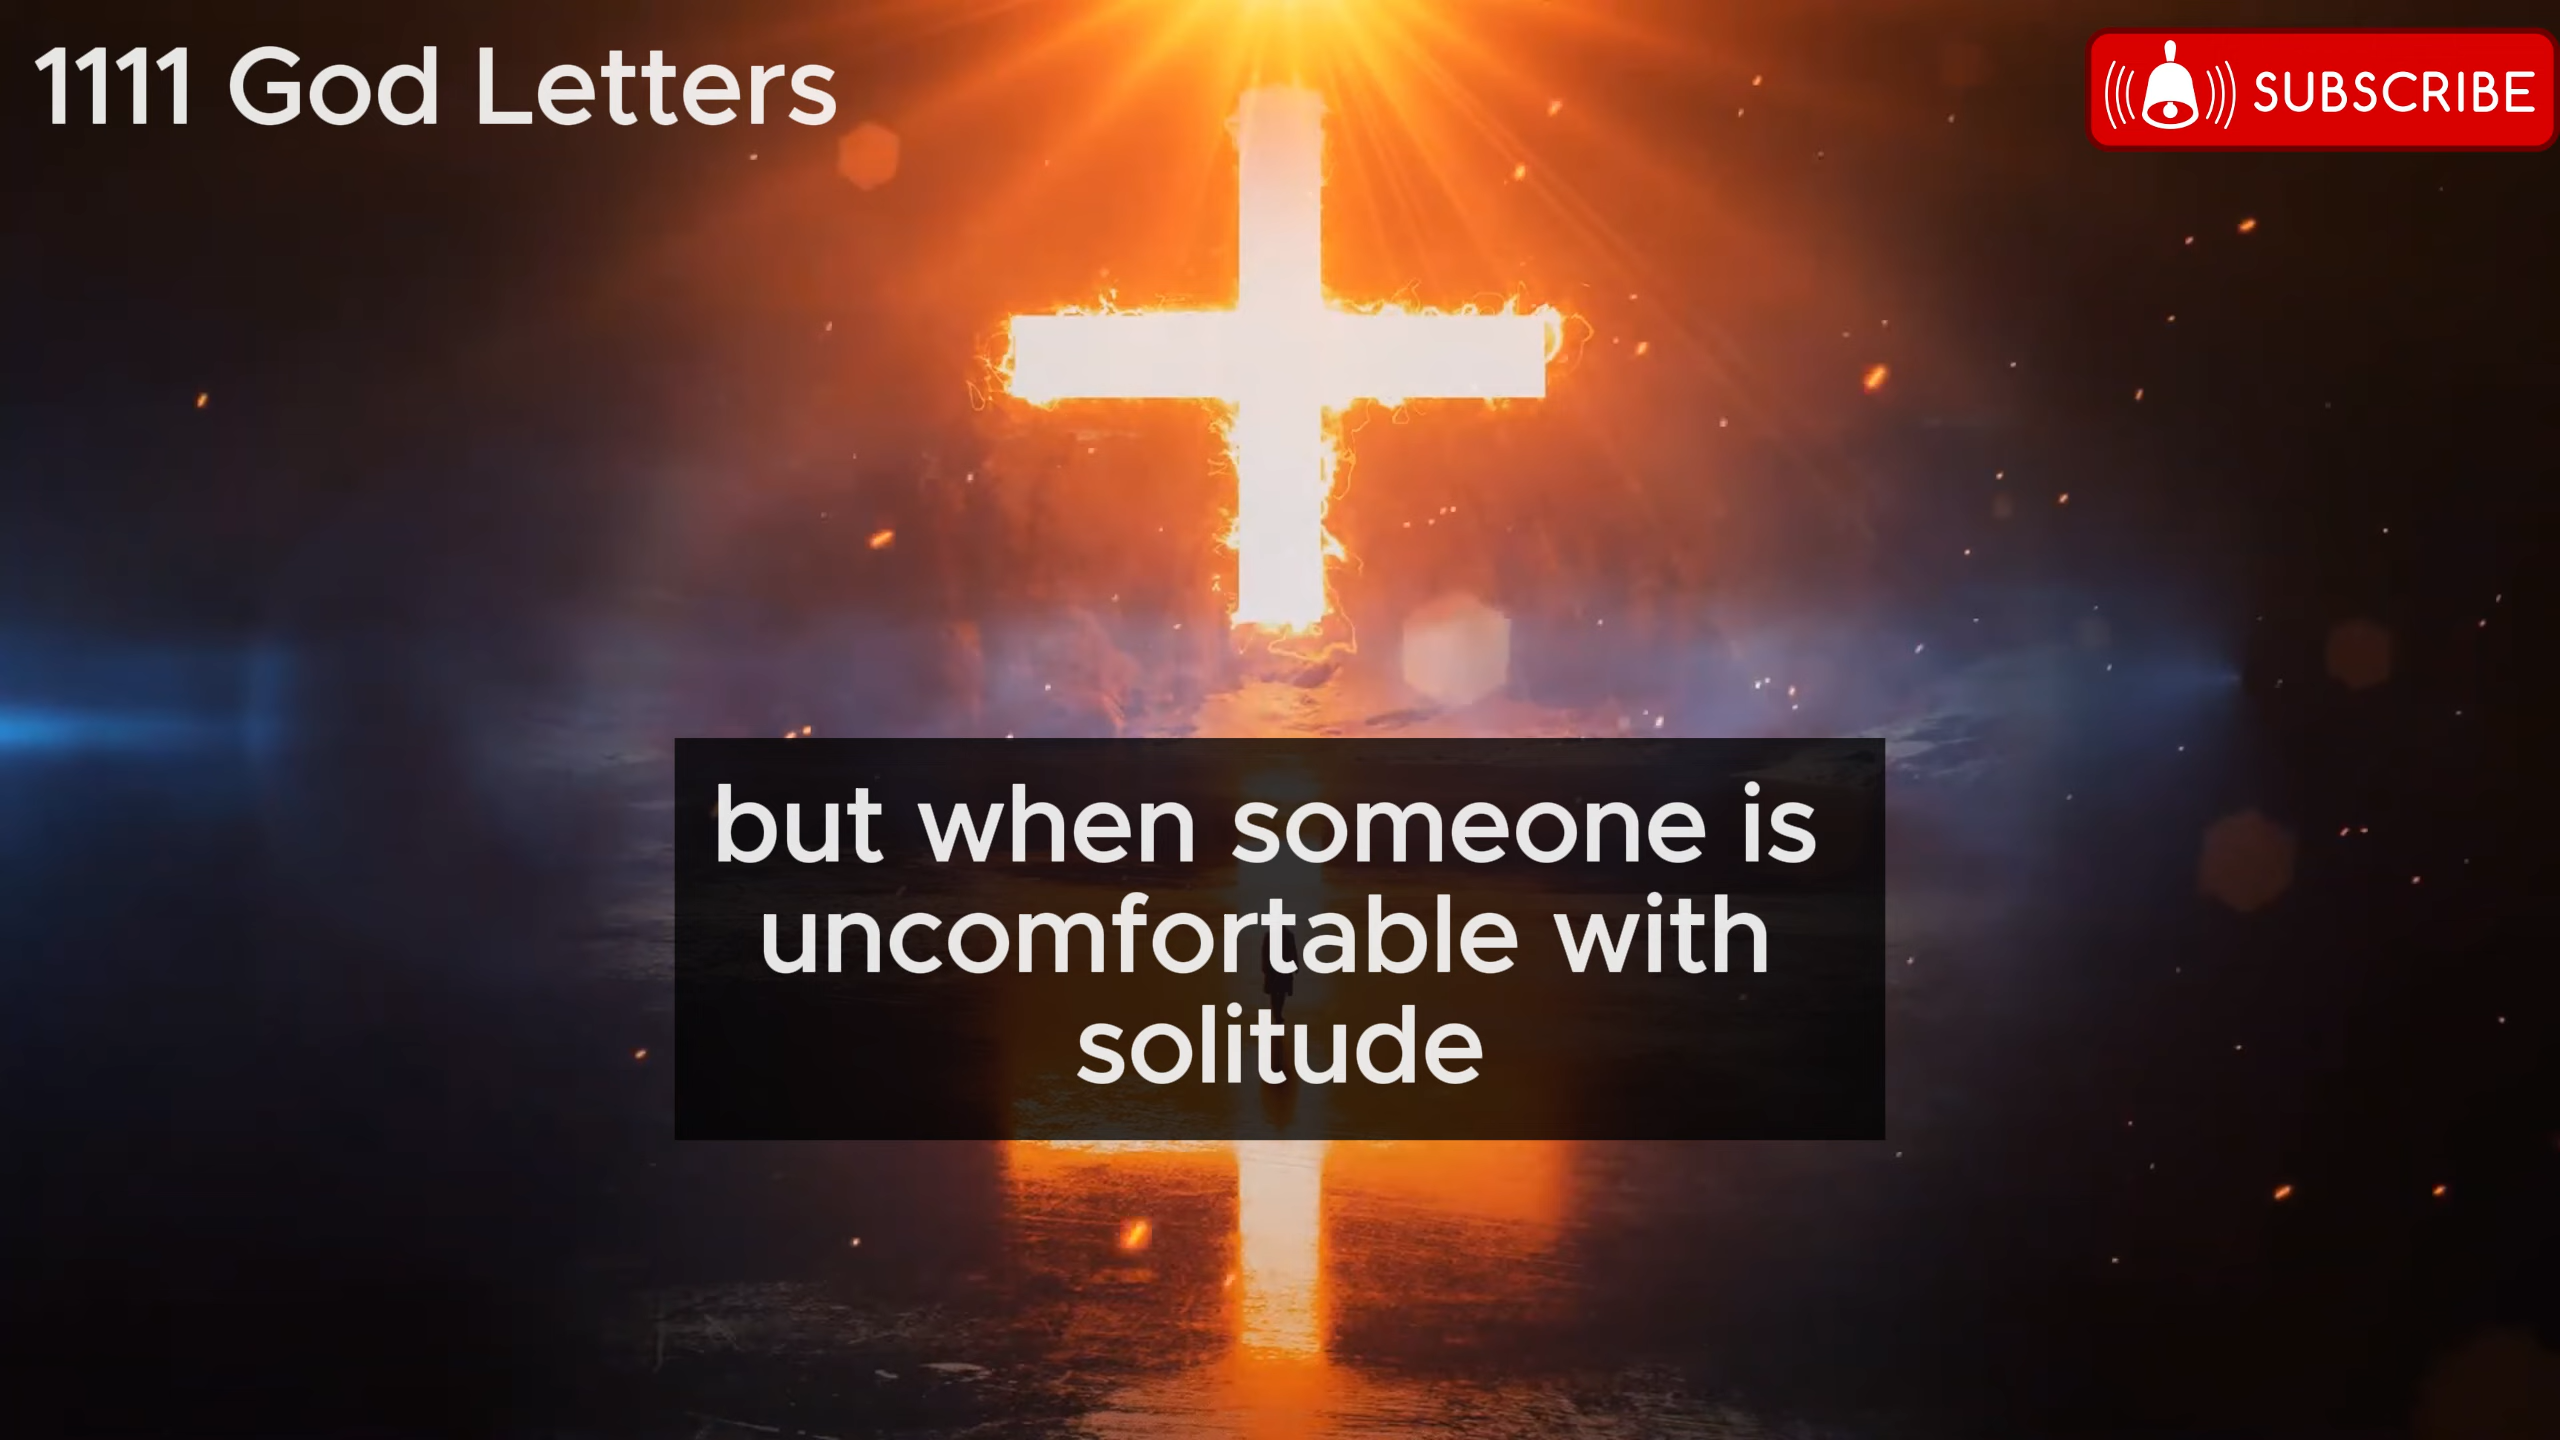 1111 God Letters
SUBSCRIBE
but when someone is
uncomfortable with
solitude